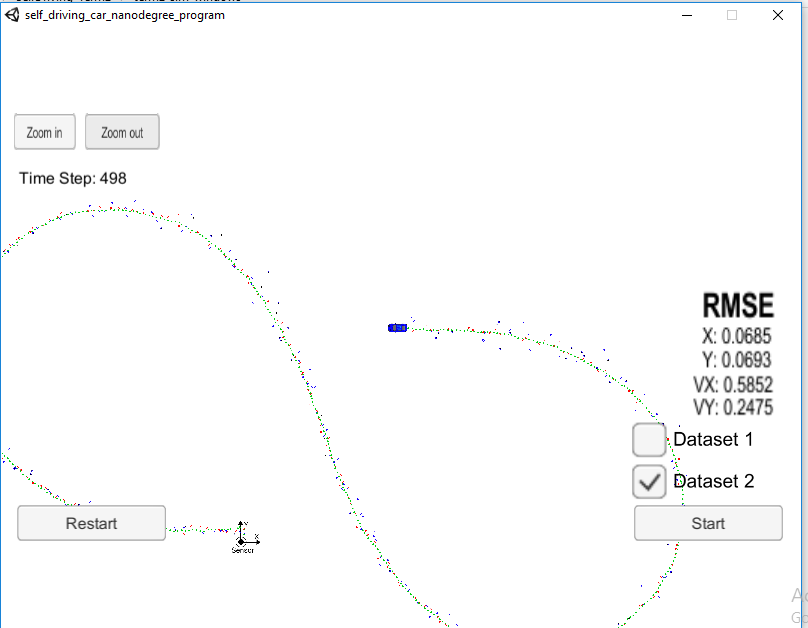 self_driving_car_nanodegree_program
Zoom in
Zoom out
Time Step: 498
RMSE
X: 0.0685
Y: 0.0693
VX: 0.5852
VY: 0.2475
Dataset 1
Dataset 2
Restart
Start
Y
X
Sensor